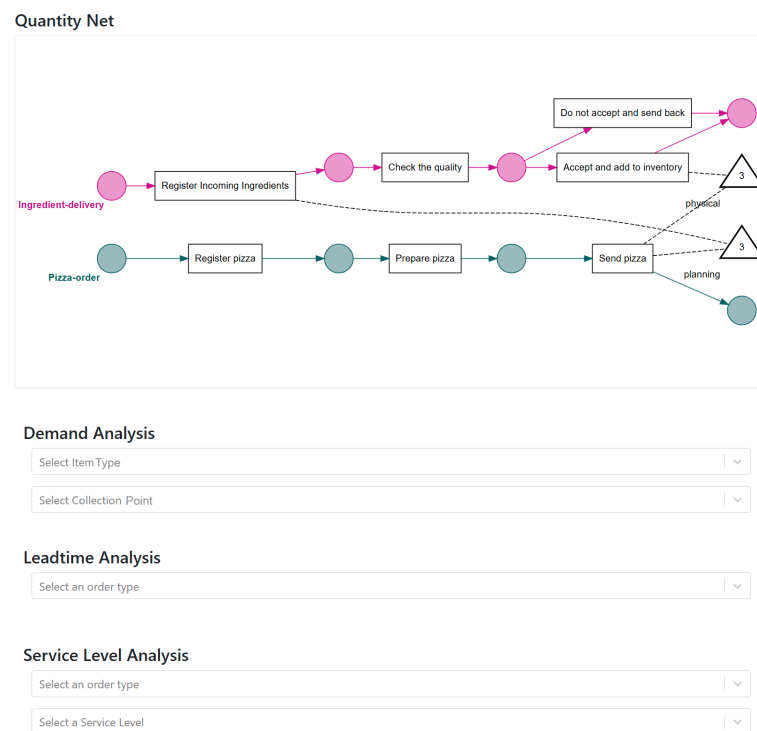 Quantity Net
Do not accept and send back
Check the quality
Accept and add to inventory
3
Register Incoming Ingredients
Ingredient-delivery
physical
3
Register pizza
Prepare pizza
Send pizza
Pizza-order
planning
Demand Analysis
Select ItemType
Select Collection Point
Leadtime Analysis
Select an order type
Service Level Analysis
Select an order type
Select a Service Level